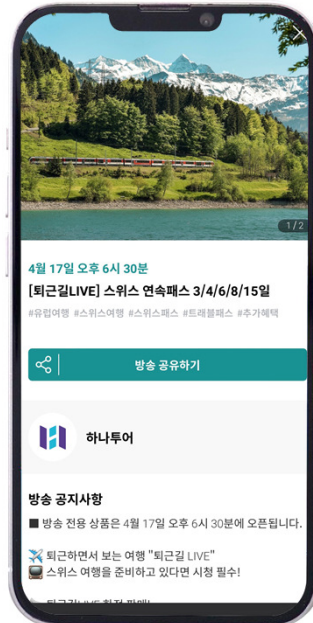 1 / 2
4월 17일 오후 6시 30분
[퇴근길LIVE] 스위스 연속패스 3/4/6/8/15일
#유럽여행 #스위스여행 #스위스패스 #트래블패스 #추가혜택
방송 공유하기
하나투어
방송 공지사항
■ 방송 전용 상품은 4월 17일 오후 6시 30분에 오픈됩니다.
✈️ 퇴근하면서 보는 여행 "퇴근길 LIVE"
📺 스위스 여행을 준비하고 있다면 시청 필수!